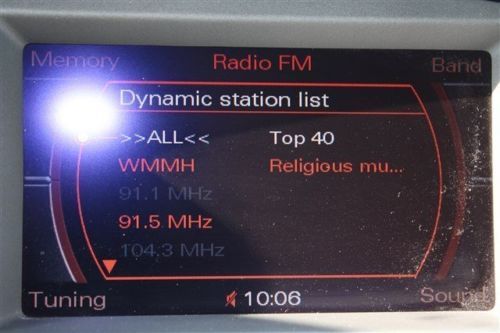 Memory Radio FM Band
Dynamic station list
>>ALL<< Top 40
WMMH Religious mu...
91.1 MHz
91.5 MHz
104.3 MHz
Tuning 10:06 Sound